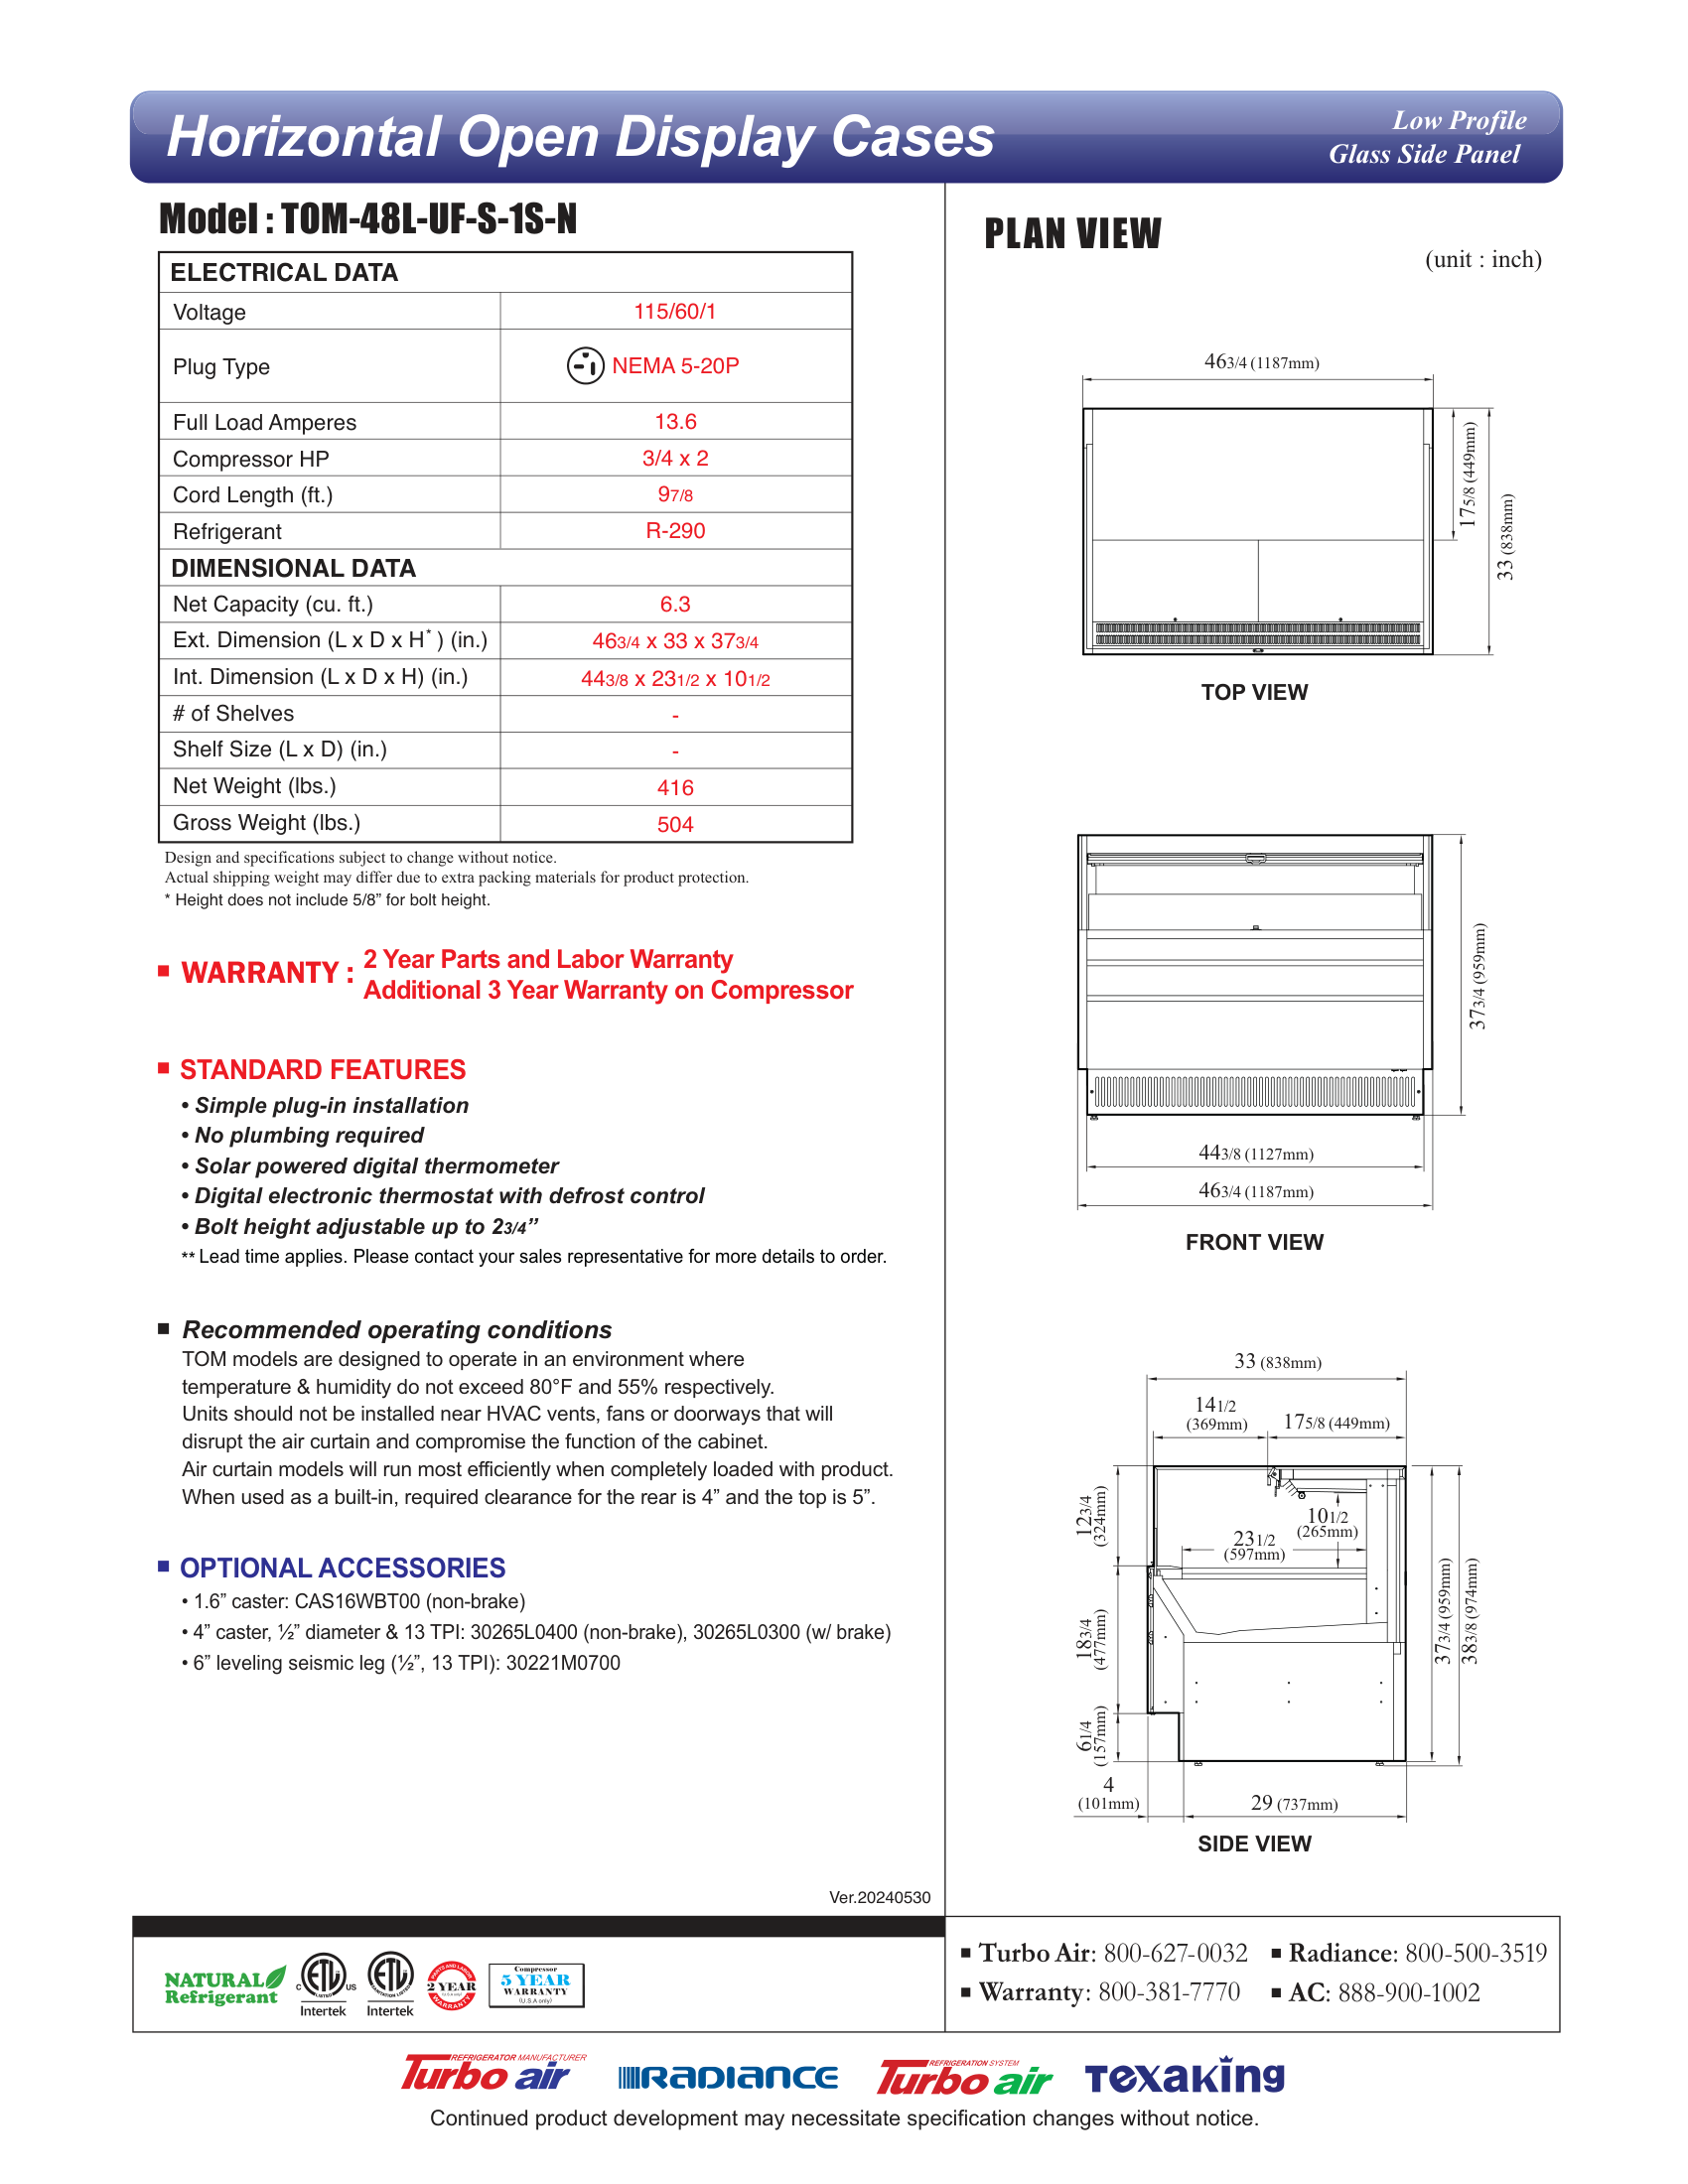 Horizontal Open Display Cases
Low Profile
Glass Side Panel
Model : TOM-48L-UF-S-1S-N
ELECTRICAL DATA
Voltage 115/60/1
Plug Type NEMA 5-20P
Full Load Amperes 13.6
Compressor HP 3/4 x 2
Cord Length (ft.) 97/8
Refrigerant R-290
DIMENSIONAL DATA
Net Capacity (cu. ft.) 6.3
Ext. Dimension (L x D x H*) (in.) 463/4 x 33 x 373/4
Int. Dimension (L x D x H) (in.) 443/8 x 231/2 x 101/2
# of Shelves -
Shelf Size (L x D) (in.) -
Net Weight (lbs.) 416
Gross Weight (lbs.) 504
Design and specifications subject to change without notice.
Actual shipping weight may differ due to extra packing materials for product protection.
* Height does not include 5/8” for bolt height.
WARRANTY : 2 Year Parts and Labor Warranty
Additional 3 Year Warranty on Compressor
STANDARD FEATURES
• Simple plug-in installation
• No plumbing required
• Solar powered digital thermometer
• Digital electronic thermostat with defrost control
• Bolt height adjustable up to 23/4”
** Lead time applies. Please contact your sales representative for more details to order.
Recommended operating conditions
TOM models are designed to operate in an environment where
temperature & humidity do not exceed 80°F and 55% respectively.
Units should not be installed near HVAC vents, fans or doorways that will
disrupt the air curtain and compromise the function of the cabinet.
Air curtain models will run most efficiently when completely loaded with product.
When used as a built-in, required clearance for the rear is 4” and the top is 5”.
OPTIONAL ACCESSORIES
• 1.6” caster: CAS16WBT00 (non-brake)
• 4” caster, ½” diameter & 13 TPI: 30265L0400 (non-brake), 30265L0300 (w/ brake)
• 6” leveling seismic leg (½”, 13 TPI): 30221M0700
Ver.20240530
PLAN VIEW
(unit : inch)
463/4 (1187mm)
175/8 (449mm)
33 (838mm)
TOP VIEW
373/4 (959mm)
443/8 (1127mm)
463/4 (1187mm)
FRONT VIEW
33 (838mm)
141/2
(369mm)
175/8 (449mm)
123/4
(324mm)
101/2
(265mm)
231/2
(597mm)
183/4
(477mm)
373/4 (959mm)
383/8 (974mm)
61/4
(157mm)
4
(101mm)
29 (737mm)
SIDE VIEW
NATURAL
Refrigerant
C ETL US
LISTED
Intertek
ETL
Intertek
PARTS AND LABOR
2 YEAR
WARRANTY
Compressor
5 YEAR
WARRANTY
(U.S.A only)
Turbo Air: 800-627-0032
Radiance: 800-500-3519
Warranty: 800-381-7770
AC: 888-900-1002
REFRIGERATOR MANUFACTURER
Turbo air
RADIANCE
REFRIGERATION SYSTEM
Turbo air
Texaking
Continued product development may necessitate specification changes without notice.